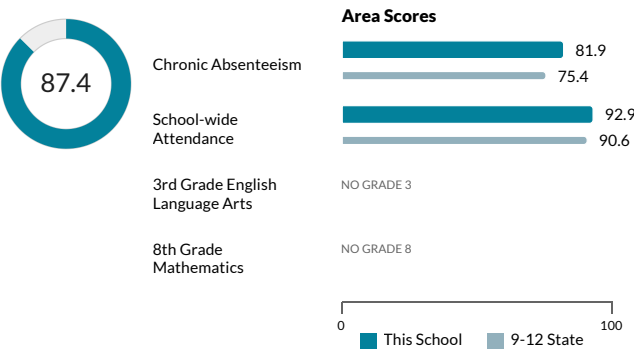 Area Scores
87.4
Chronic Absenteeism
81.9
75.4
School-wide
Attendance
92.9
90.6
3rd Grade English
Language Arts
NO GRADE 3
8th Grade
Mathematics
NO GRADE 8
0
100
This School
9-12 State